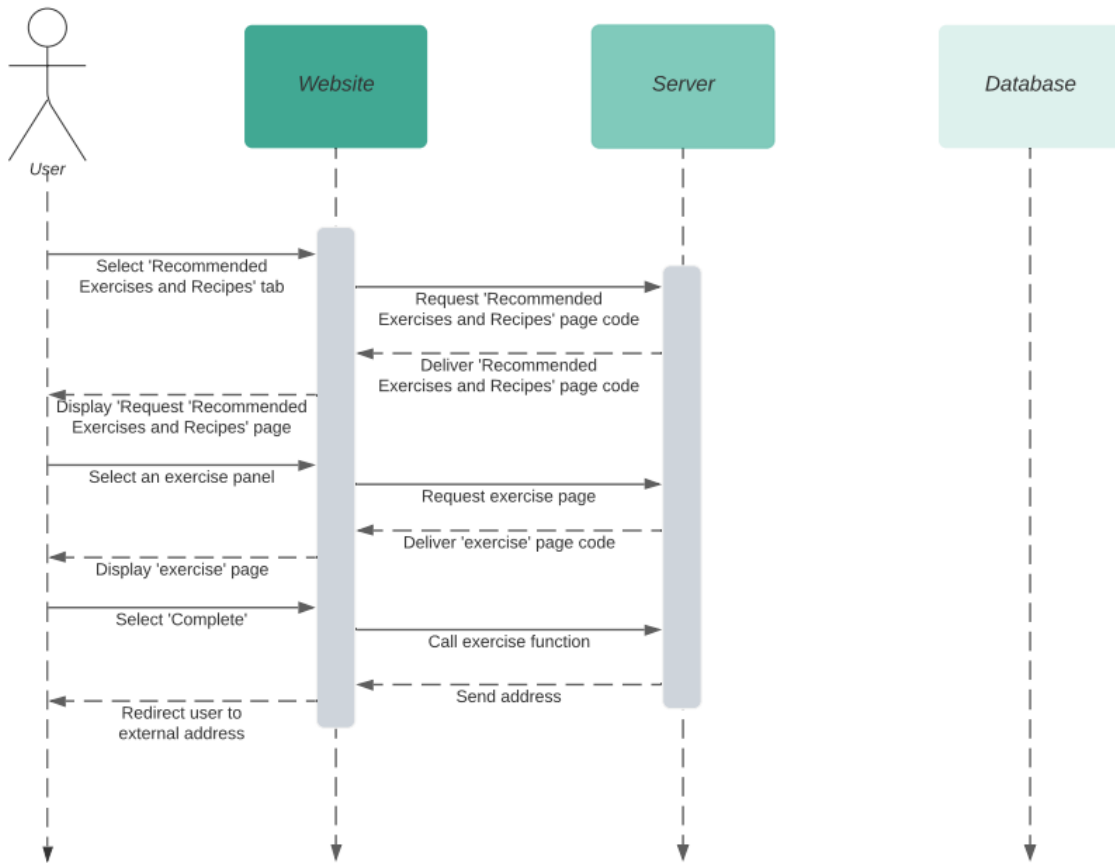 Website
Server
Database
User
Select 'Recommended
Exercises and Recipes' tab
Request 'Recommended
Exercises and Recipes' page code
Deliver 'Recommended
Exercises and Recipes' page code
Display 'Request 'Recommended
Exercises and Recipes' page
Select an exercise panel
Request exercise page
Deliver 'exercise' page code
Display 'exercise' page
Select 'Complete'
Call exercise function
Send address
Redirect user to
external address